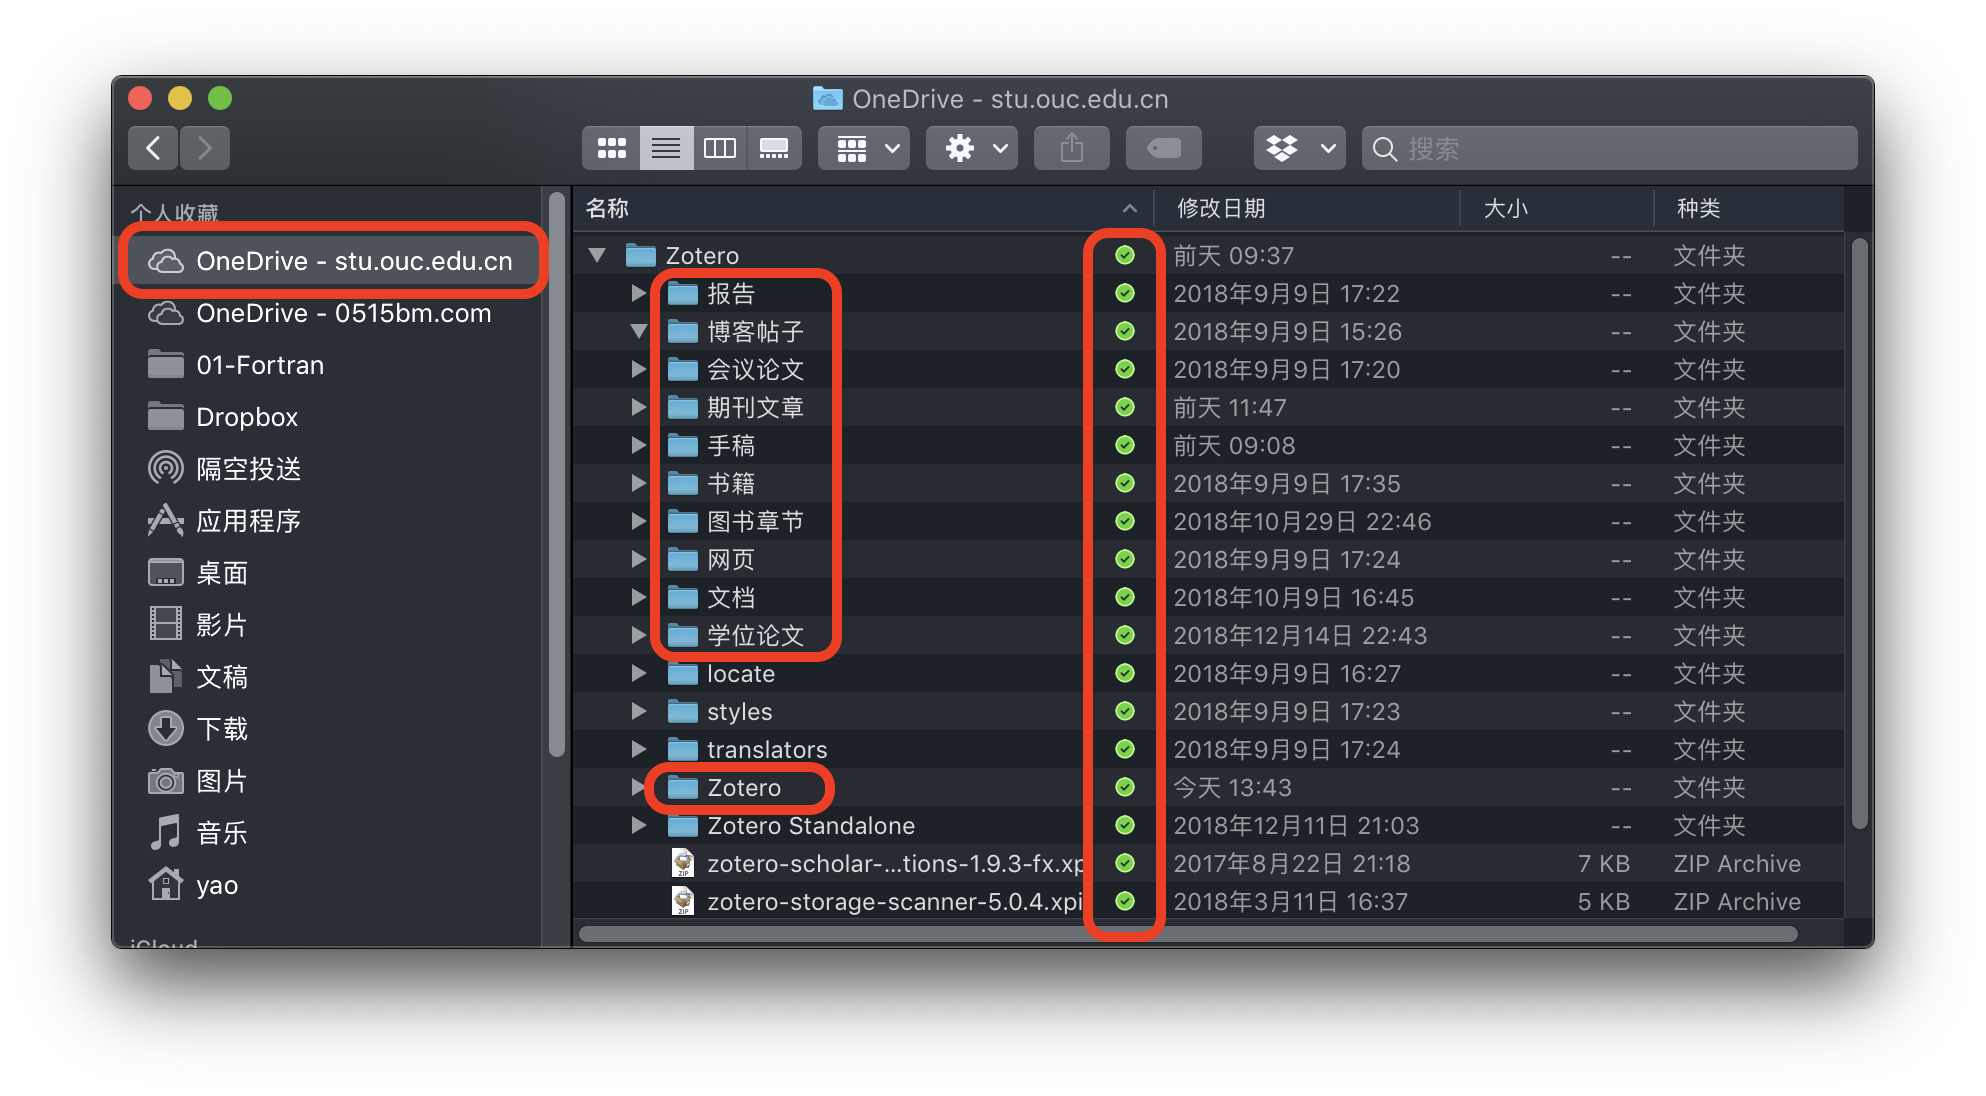 OneDrive - stu.ouc.edu.cn
搜索
个人收藏
OneDrive - stu.ouc.edu.cn
OneDrive - 0515bm.com
01-Fortran
Dropbox
隔空投送
应用程序
桌面
影片
文稿
下载
图片
音乐
yao
iCloud
名称 修改日期 大小 种类
Zotero 前天 09:37 -- 文件夹
报告 2018年9月9日 17:22 -- 文件夹
博客帖子 2018年9月9日 15:26 -- 文件夹
会议论文 2018年9月9日 17:20 -- 文件夹
期刊文章 前天 11:47 -- 文件夹
手稿 前天 09:08 -- 文件夹
书籍 2018年9月9日 17:35 -- 文件夹
图书章节 2018年10月29日 22:46 -- 文件夹
网页 2018年9月9日 17:24 -- 文件夹
文档 2018年10月9日 16:45 -- 文件夹
学位论文 2018年12月14日 22:43 -- 文件夹
locate 2018年9月9日 16:27 -- 文件夹
styles 2018年9月9日 17:23 -- 文件夹
translators 2018年9月9日 17:24 -- 文件夹
Zotero 今天 13:43 -- 文件夹
Zotero Standalone 2018年12月11日 21:03 -- 文件夹
ZIP zotero-scholar-...tions-1.9.3-fx.xp 2017年8月22日 21:18 7 KB ZIP Archive
ZIP zotero-storage-scanner-5.0.4.xpi 2018年3月11日 16:37 5 KB ZIP Archive